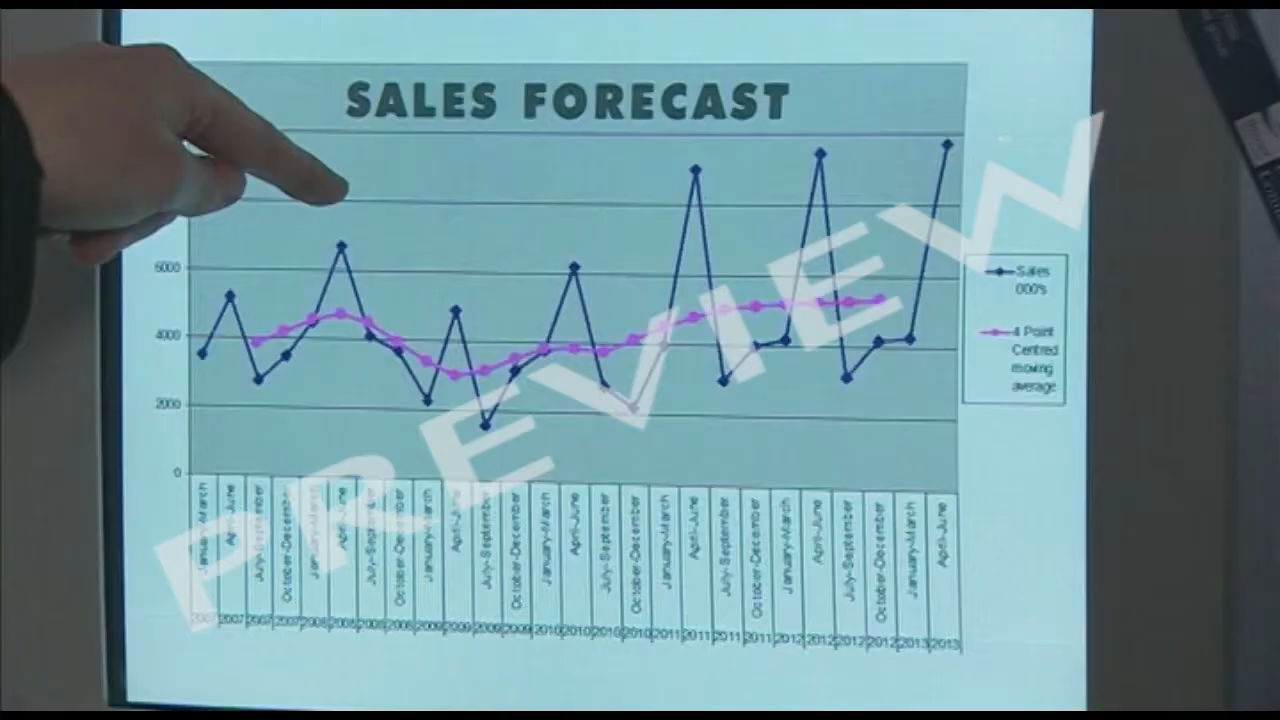 SALES FORECAST
6000
4000
2000
0
Sales
000's
4 Point
Centred
moving
average
January-March
April-June
July-September
October-December
January-March
April-June
July-September
October-December
January-March
April-June
July-September
October-December
January-March
April-June
July-September
October-December
January-March
April-June
July-September
October-December
January-March
April-June
July-September
October-December
January-March
April-June
2007 2007 2007 2007 2008 2008 2008 2008 2009 2009 2009 2009 2010 2010 2010 2010 2011 2011 2011 2011 2012 2012 2012 2012 2013 2013
PREVIEW